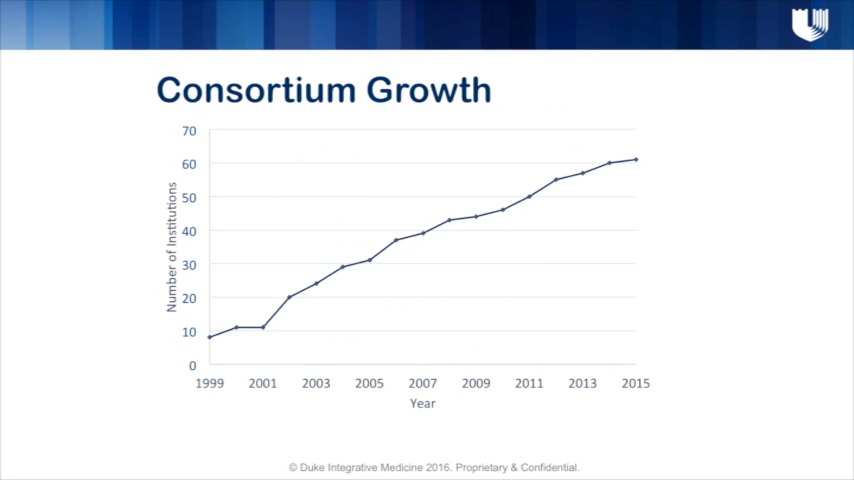 Consortium Growth
70
60
50
40
30
20
10
0
Number of Institutions
1999 2001 2003 2005 2007 2009 2011 2013 2015
Year
© Duke Integrative Medicine 2016. Proprietary & Confidential.